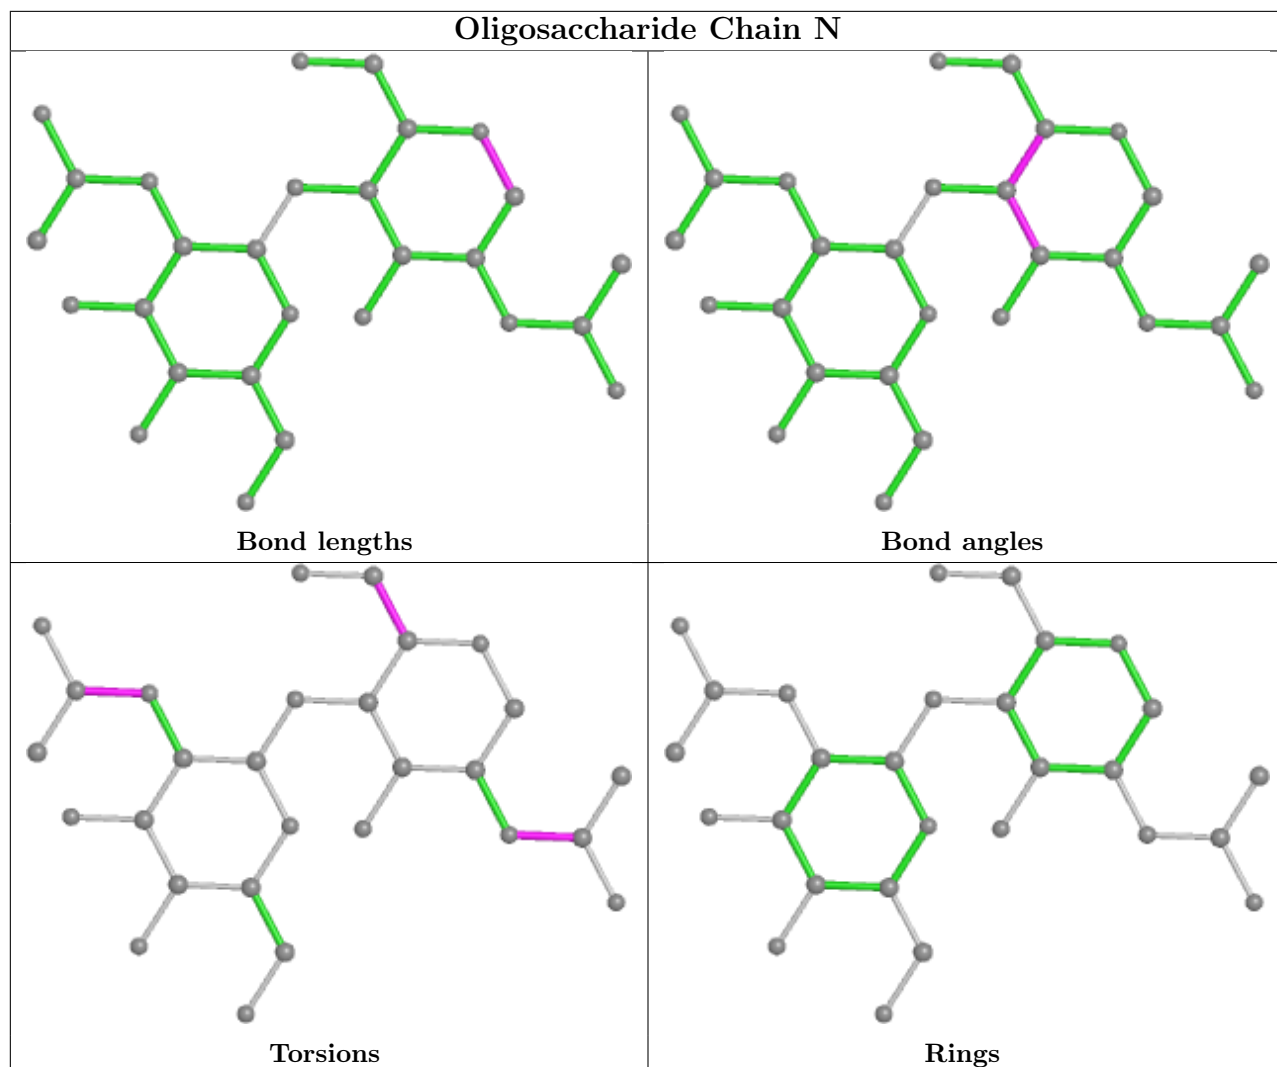 Oligosaccharide Chain N
Bond lengths
Bond angles
Torsions
Rings